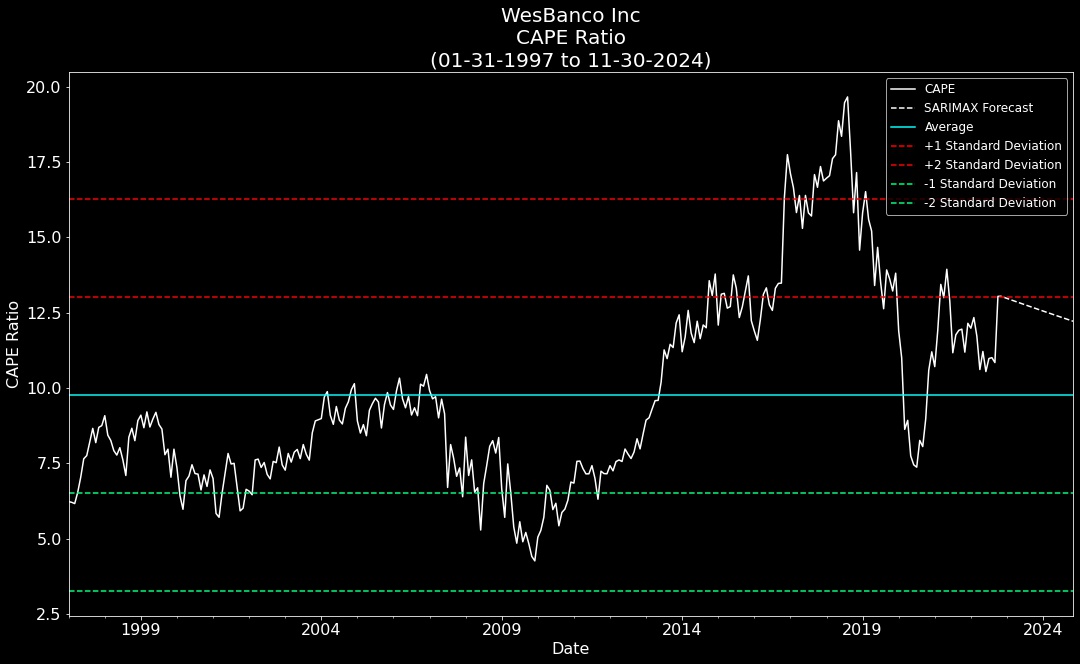 WesBanco Inc
CAPE Ratio
(01-31-1997 to 11-30-2024)
CAPE
SARIMAX Forecast
Average
+1 Standard Deviation
+2 Standard Deviation
-1 Standard Deviation
-2 Standard Deviation
CAPE Ratio
20.0
17.5
15.0
12.5
10.0
7.5
5.0
2.5
1999 2004 2009 2014 2019 2024
Date